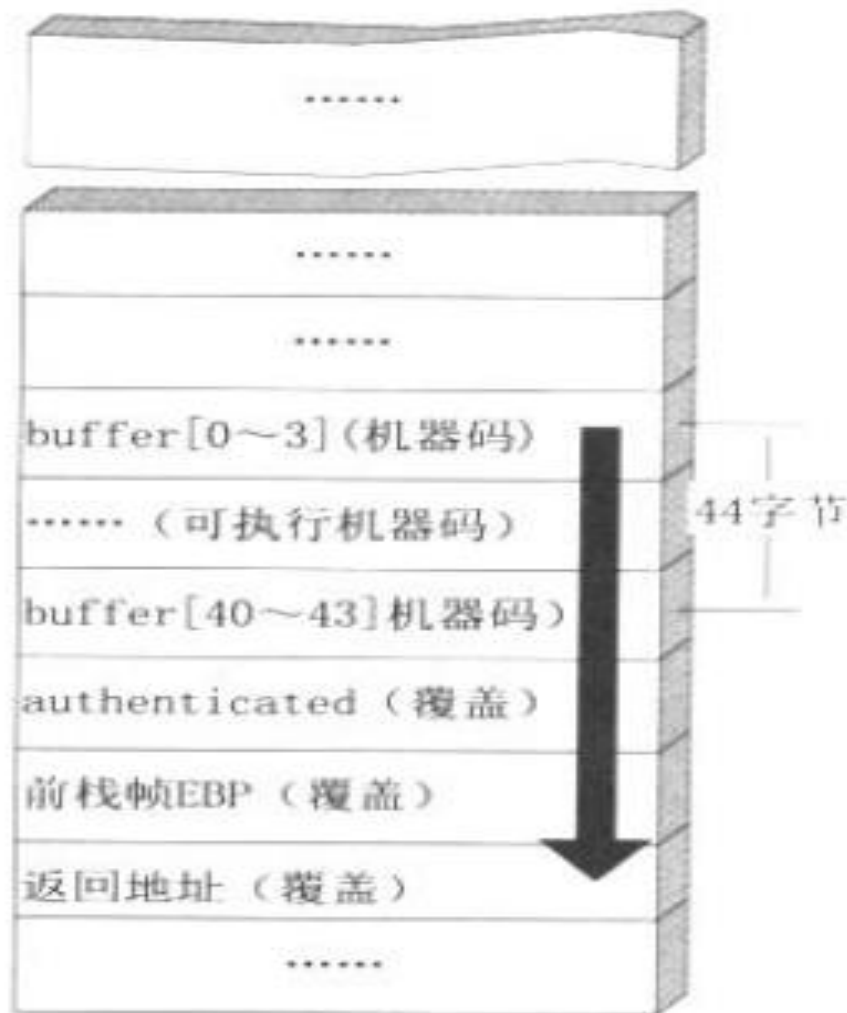 ……
……
……
buffer[0～3](机器码)
……（可执行机器码）
44字节
buffer[40～43]机器码）
authenticated（覆盖）
前栈帧EBP（覆盖）
返回地址（覆盖）
……